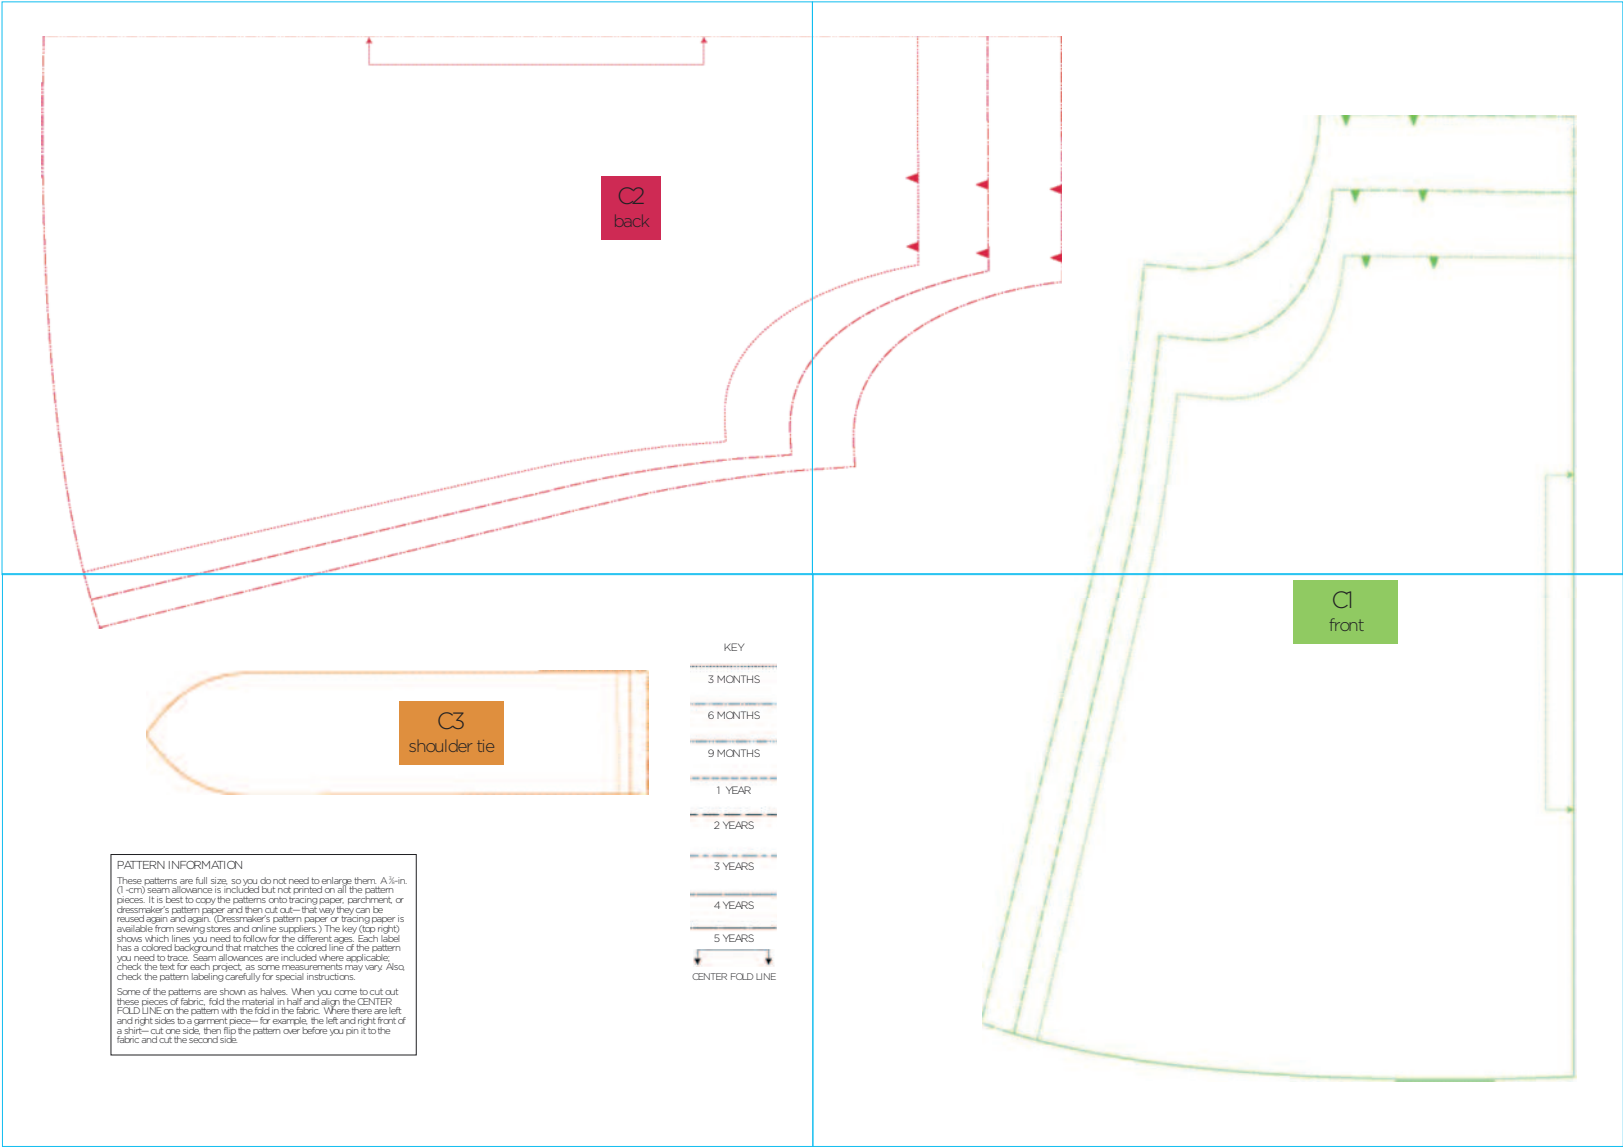 C2
back
C1
front
C3
shoulder tie
KEY
3 MONTHS
6 MONTHS
9 MONTHS
1 YEAR
2 YEARS
3 YEARS
4 YEARS
5 YEARS
CENTER FOLD LINE
PATTERN INFORMATION
These patterns are full size, so you do not need to enlarge them. A ⅜-in.
(1 -cm) seam allowance is included but not printed on all the pattern
pieces. It is best to copy the patterns onto tracing paper, parchment, or
dressmaker's pattern paper and then cut out—that way they can be
reused again and again. (Dressmaker's pattern paper or tracing paper is
available from sewing stores and online suppliers.) The key (top right)
shows which lines you need to follow for the different ages. Each label
has a colored background that matches the colored line of the pattern
you need to trace. Seam allowances are included where applicable;
check the text for each project, as some measurements may vary. Also,
check the pattern labeling carefully for special instructions.
Some of the patterns are shown as halves. When you come to cut out
these pieces of fabric, fold the material in half and align the CENTER
FOLD LINE on the pattern with the fold in the fabric. Where there are left
and right sides to a garment piece—for example, the left and right front of
a shirt—cut one side, then flip the pattern over before you pin it to the
fabric and cut the second side.